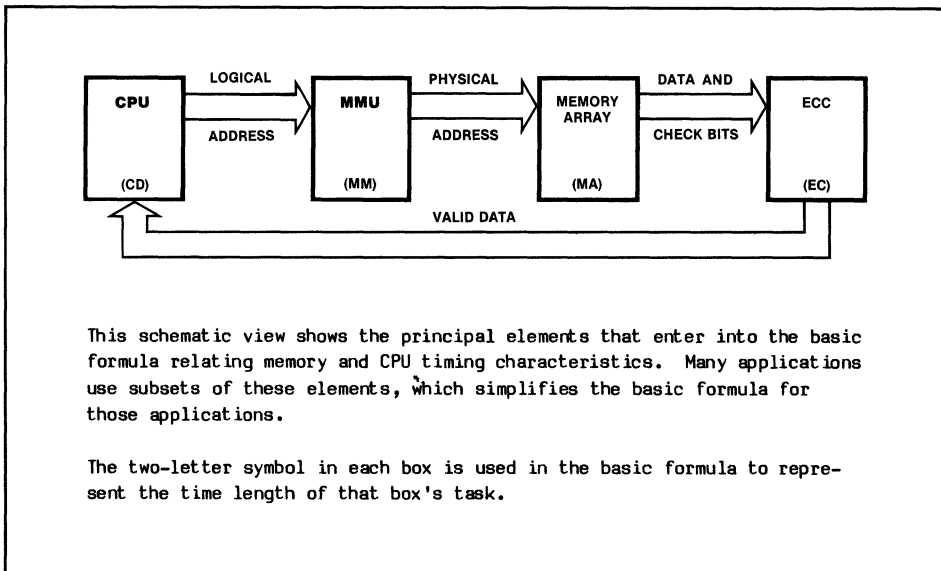 LOGICAL
PHYSICAL
DATA AND
CPU
MMU
MEMORY
ARRAY
ECC
ADDRESS
ADDRESS
CHECK BITS
(CD)
(MM)
(MA)
(EC)
VALID DATA
This schematic view shows the principal elements that enter into the basic
formula relating memory and CPU timing characteristics. Many applications
use subsets of these elements, which simplifies the basic formula for
those applications.
The two-letter symbol in each box is used in the basic formula to repre-
sent the time length of that box's task.